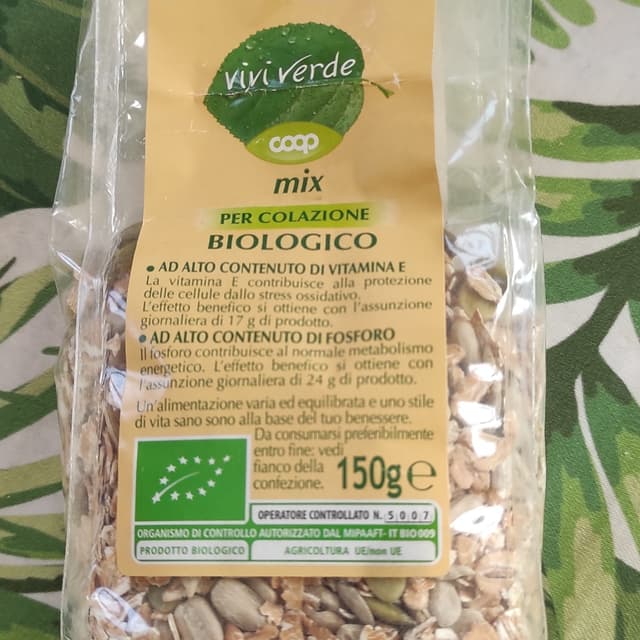 vivi verde
coop
mix
PER COLAZIONE
BIOLOGICO
• AD ALTO CONTENUTO DI VITAMINA E
La vitamina E contribuisce alla protezione
delle cellule dallo stress ossidativo.
L'effetto benefico si ottiene con l'assunzione
giornaliera di 17 g di prodotto.
• AD ALTO CONTENUTO DI FOSFORO
Il fosforo contribuisce al normale metabolismo
energetico. L'effetto benefico si ottiene con
l'assunzione giornaliera di 24 g di prodotto.
Un'alimentazione varia ed equilibrata e uno stile
di vita sano sono alla base del tuo benessere.
Da consumarsi preferibilmente
entro fine: vedi
fianco della
confezione.
150g e
OPERATORE CONTROLLATO N. 5007
ORGANISMO DI CONTROLLO AUTORIZZATO DAL MIPAAFT- IT BIO 009
PRODOTTO BIOLOGICO
AGRICOLTURA UE/non UE